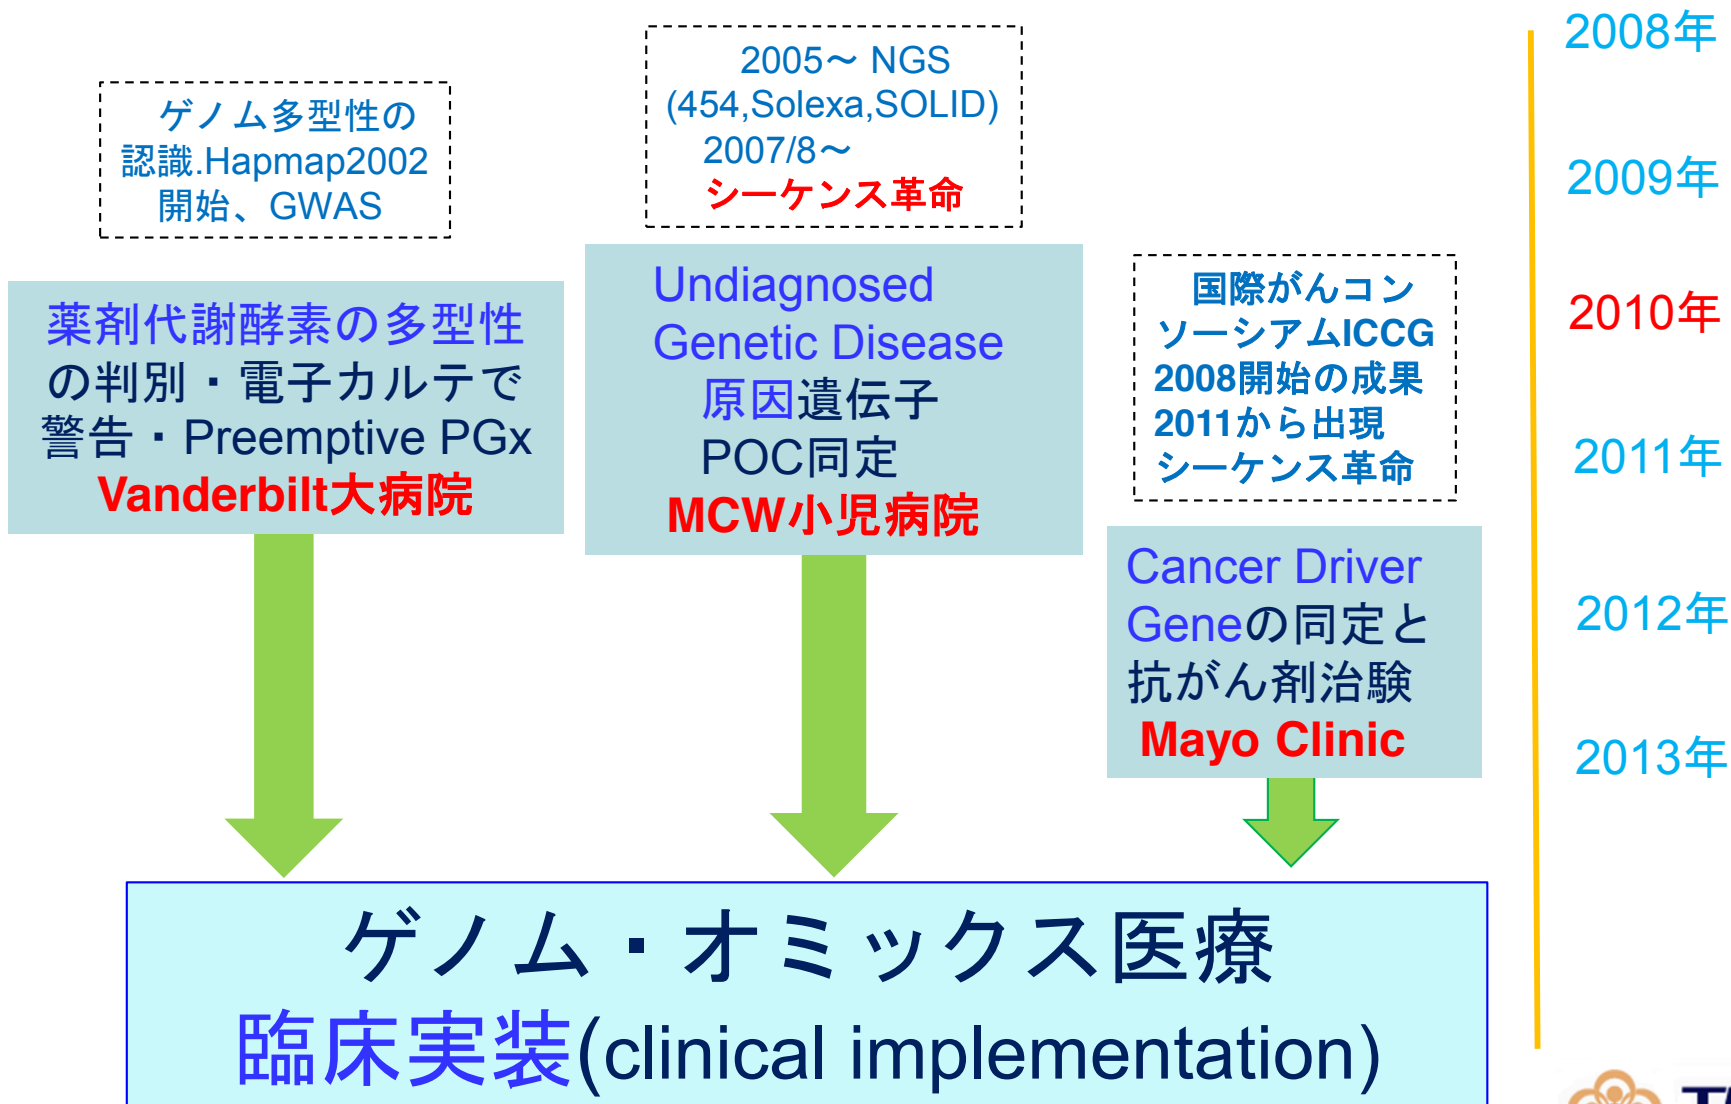 ゲノム多型性の
認識.Hapmap2002
開始、GWAS
薬剤代謝酵素の多型性
の判別・電子カルテで
警告・Preemptive PGx
Vanderbilt大病院
2005～ NGS
(454,Solexa,SOLID)
2007/8～
シーケンス革命
Undiagnosed
Genetic Disease
原因遺伝子
POC同定
MCW小児病院
国際がんコン
ソーシアムICCG
2008開始の成果
2011から出現
シーケンス革命
Cancer Driver
Geneの同定と
抗がん剤治験
Mayo Clinic
ゲノム・オミックス医療
臨床実装(clinical implementation)
2008年
2009年
2010年
2011年
2012年
2013年